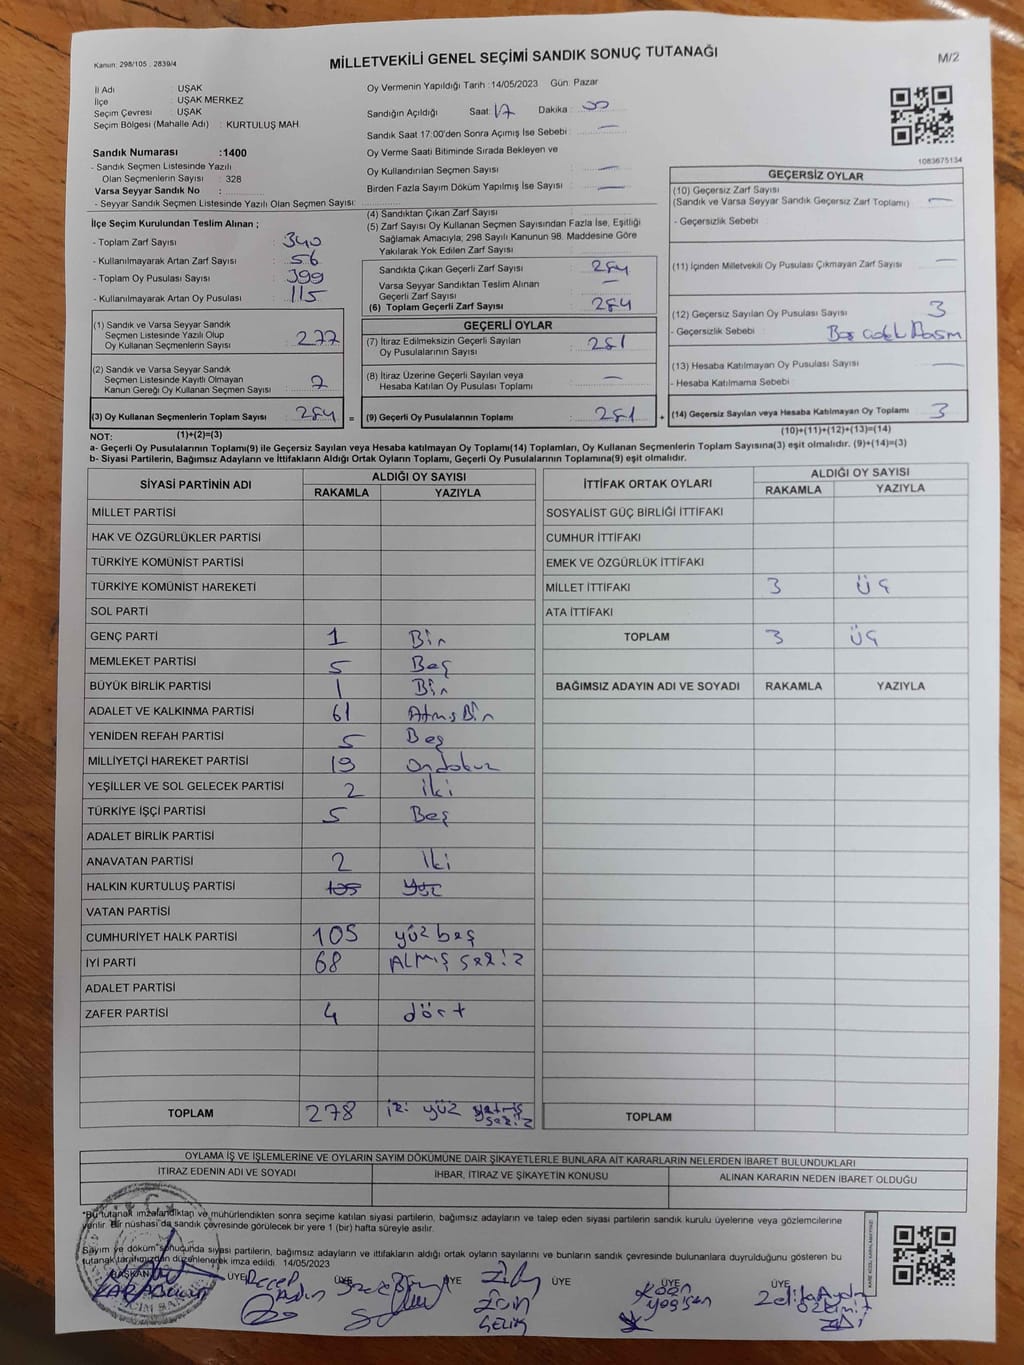 Kanun: 298/105 . 2839/4
MİLLETVEKİLİ GENEL SEÇİMİ SANDIK SONUÇ TUTANAĞI
M/2
İl Adı : UŞAK
İlçe : UŞAK MERKEZ
Seçim Çevresi : UŞAK
Seçim Bölgesi (Mahalle Adı) : KURTULUŞ MAH.
Sandık Numarası :1400
- Sandık Seçmen Listesinde Yazılı
Olan Seçmenlerin Sayısı : 328
Varsa Seyyar Sandık No :
- Seyyar Sandık Seçmen Listesinde Yazılı Olan Seçmen Sayısı:
Oy Vermenin Yapıldığı Tarih :14/05/2023 Gün: Pazar
Sandığın Açıldığı Saat: 17 Dakika : 00
Sandık Saat 17:00'den Sonra Açımış İse Sebebi : —
Oy Verme Saati Bitiminde Sırada Bekleyen ve
Oy Kullandırılan Seçmen Sayısı : —
Birden Fazla Sayım Döküm Yapılmış İse Sayısı : —
1083675134
İlçe Seçim Kurulundan Teslim Alınan ;
- Toplam Zarf Sayısı : 340
- Kullanılmayarak Artan Zarf Sayısı : 56
- Toplam Oy Pusulası Sayısı : 399
- Kullanılmayarak Artan Oy Pusulası : 115
(1) Sandık ve Varsa Seyyar Sandık
Seçmen Listesinde Yazılı Olup
Oy Kullanan Seçmenlerin Sayısı : 277
(2) Sandık ve Varsa Seyyar Sandık
Seçmen Listesinde Kayıtlı Olmayan
Kanun Gereği Oy Kullanan Seçmen Sayısı : 7
(3) Oy Kullanan Seçmenlerin Toplam Sayısı : 284 =
(4) Sandıktan Çıkan Zarf Sayısı :
(5) Zarf Sayısı Oy Kullanan Seçmen Sayısından Fazla İse, Eşitliği
Sağlamak Amacıyla; 298 Sayılı Kanunun 98. Maddesine Göre
Yakılarak Yok Edilen Zarf Sayısı :
Sandıkta Çıkan Geçerli Zarf Sayısı : 284
Varsa Seyyar Sandıktan Teslim Alınan
Geçerli Zarf Sayısı : —
(6) Toplam Geçerli Zarf Sayısı : 284
GEÇERLİ OYLAR
(7) İtiraz Edilmeksizin Geçerli Sayılan
Oy Pusulalarının Sayısı : 281
(8) İtiraz Üzerine Geçerli Sayılan veya
Hesaba Katılan Oy Pusulası Toplamı : —
(9) Geçerli Oy Pusulalarının Toplamı : 281 +
GEÇERSİZ OYLAR
(10) Geçersiz Zarf Sayısı
(Sandık ve Varsa Seyyar Sandık Geçersiz Zarf Toplamı) : —
- Geçersizlik Sebebi :
(11) İçinden Milletvekili Oy Pusulası Çıkmayan Zarf Sayısı : —
(12) Geçersiz Sayılan Oy Pusulası Sayısı : 3
- Geçersizlik Sebebi :
(13) Hesaba Katılmayan Oy Pusulası Sayısı : —
- Hesaba Katılmama Sebebi :
(14) Geçersiz Sayılan veya Hesaba Katılmayan Oy Toplamı : 3
(10)+(11)+(12)+(13)=(14)
NOT: (1)+(2)=(3)
a- Geçerli Oy Pusulaları Toplamı(9) ile Geçersiz Sayılan veya Hesaba katılmayan Oy Toplamı(14) Toplamları, Oy Kullanan Seçmenlerin Toplam Sayısına(3) eşit olmalıdır. (9)+(14)=(3)
b- Siyasi Partilerin, Bağımsız Adayların ve İttifakların Aldığı Ortak Oyların Toplamı, Geçerli Oy Pusulalarının Toplamına(9) eşit olmalıdır.
SİYASİ PARTİNİN ADI ALDIĞI OY SAYISI
RAKAMLA YAZIYLA
MİLLET PARTİSİ
HAK VE ÖZGÜRLÜKLER PARTİSİ
TÜRKİYE KOMÜNİST PARTİSİ
TÜRKİYE KOMÜNİST HAREKETİ
SOL PARTİ
GENÇ PARTİ 1 Bir
MEMLEKET PARTİSİ 5 Beş
BÜYÜK BİRLİK PARTİSİ 1 Bir
ADALET VE KALKINMA PARTİSİ 61 Atmış Bir
YENİDEN REFAH PARTİSİ 5 Beş
MİLLİYETÇİ HAREKET PARTİSİ 19 Ondokuz
YEŞİLLER VE SOL GELECEK PARTİSİ 2 İki
TÜRKİYE İŞÇİ PARTİSİ 5 Beş
ADALET BİRLİK PARTİSİ
ANAVATAN PARTİSİ 2 İki
HALKIN KURTULUŞ PARTİSİ 105 yüz
VATAN PARTİSİ
CUMHURİYET HALK PARTİSİ 105 yüz beş
İYİ PARTİ 68 ALMIŞ Sekiz
ADALET PARTİSİ
ZAFER PARTİSİ 4 dört
TOPLAM 278 iki yüz yetmiş sekiz
İTTİFAK ORTAK OYLARI ALDIĞI OY SAYISI
RAKAMLA YAZIYLA
SOSYALİST GÜÇ BİRLİĞİ İTTİFAKI
CUMHUR İTTİFAKI
EMEK VE ÖZGÜRLÜK İTTİFAKI
MİLLET İTTİFAKI 3 ÜÇ
ATA İTTİFAKI
TOPLAM 3 ÜÇ
BAĞIMSIZ ADAYIN ADI VE SOYADI RAKAMLA YAZIYLA
TOPLAM
OYLAMA İŞ VE İŞLEMLERİNE VE OYLARIN SAYIM DÖKÜMÜNE DAİR ŞİKAYETLERLE BUNLARA AİT KARARLARIN NELERDEN İBARET BULUNDUKLARI
İTİRAZ EDENİN ADI VE SOYADI İHBAR, İTİRAZ VE ŞİKAYETİN KONUSU ALINAN KARARIN NEDEN İBARET OLDUĞU
*Bu tutanak imzalandıktan ve mühürlendikten sonra seçime katılan siyasi partilerin, bağımsız adayların ve talep eden siyasi partilerin sandık kurulu üyelerine veya gözlemcilerine
verilir. Bir nüshası da sandık çevresinde görülecek bir yere 1 (bir) hafta süreyle asılır.
Sayım ve döküm sonucunda siyasi partilerin, bağımsız adayların ve ittifakların aldığı ortak oyların sayılarını ve bunların sandık çevresinde bulunanlara duyrulduğunu gösteren bu
tutanak tarafımızdan düzenlenerek imza edildi. 14/05/2023
BAŞKAN ÜYE ÜYE ÜYE ÜYE ÜYE ÜYE
Recep Aydın